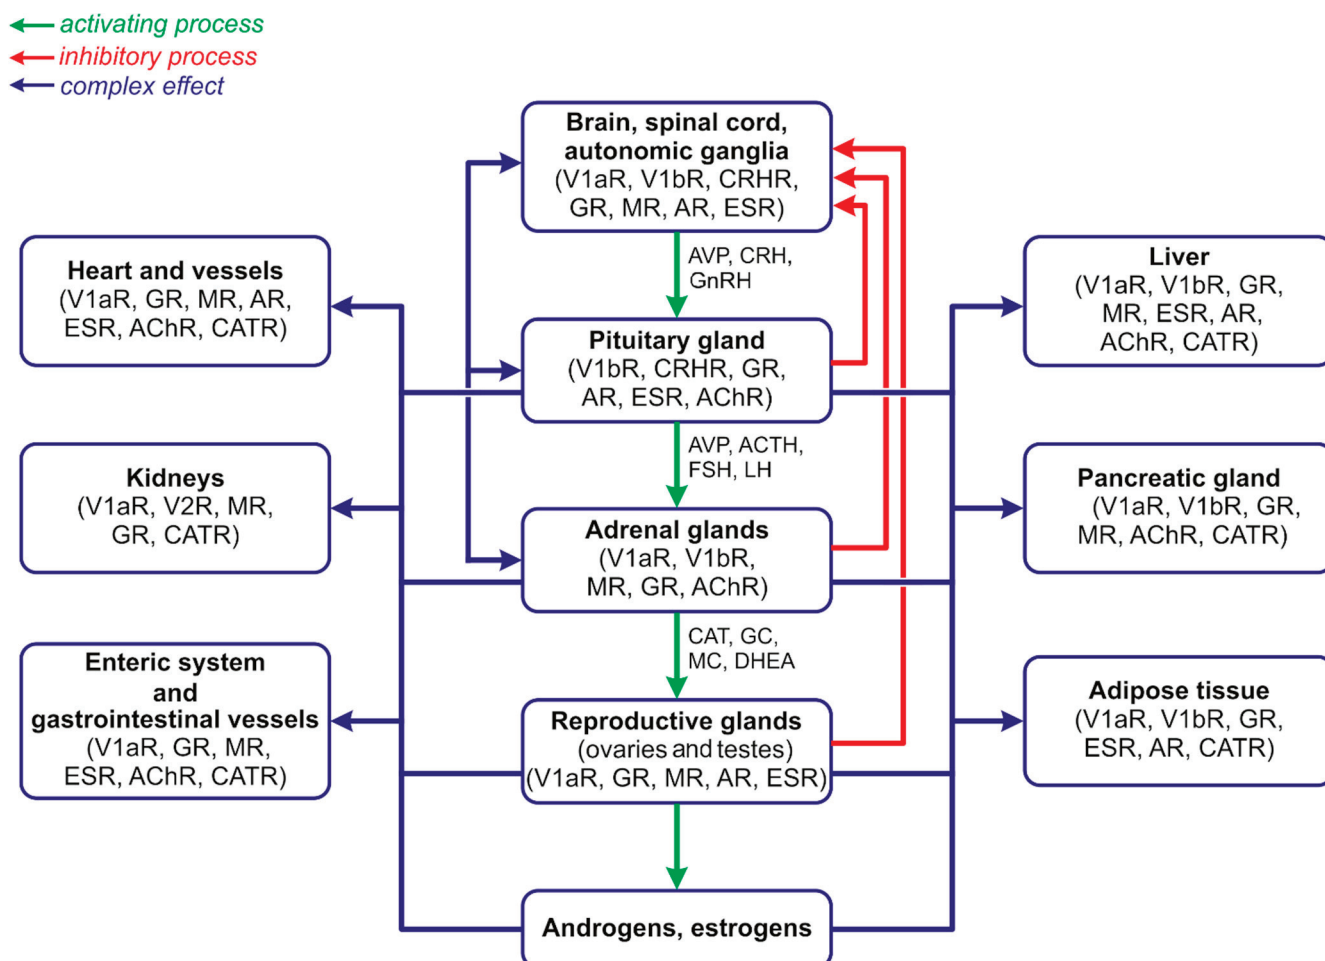 activating process
inhibitory process
complex effect
Brain, spinal cord,
autonomic ganglia
(V1aR, V1bR, CRHR,
GR, MR, AR, ESR)
AVP, CRH,
GnRH
Heart and vessels
(V1aR, GR, MR, AR,
ESR, AChR, CATR)
Liver
(V1aR, V1bR, GR,
MR, ESR, AR,
AChR, CATR)
Pituitary gland
(V1bR, CRHR, GR,
AR, ESR, AChR)
AVP, ACTH,
FSH, LH
Kidneys
(V1aR, V2R, MR,
GR, CATR)
Pancreatic gland
(V1aR, V1bR, GR,
MR, AChR, CATR)
Adrenal glands
(V1aR, V1bR,
MR, GR, AChR)
CAT, GC,
MC, DHEA
Enteric system
and
gastrointestinal vessels
(V1aR, GR, MR,
ESR, AChR, CATR)
Adipose tissue
(V1aR, V1bR, GR,
ESR, AR, CATR)
Reproductive glands
(ovaries and testes)
(V1aR, GR, MR, AR, ESR)
Androgens, estrogens